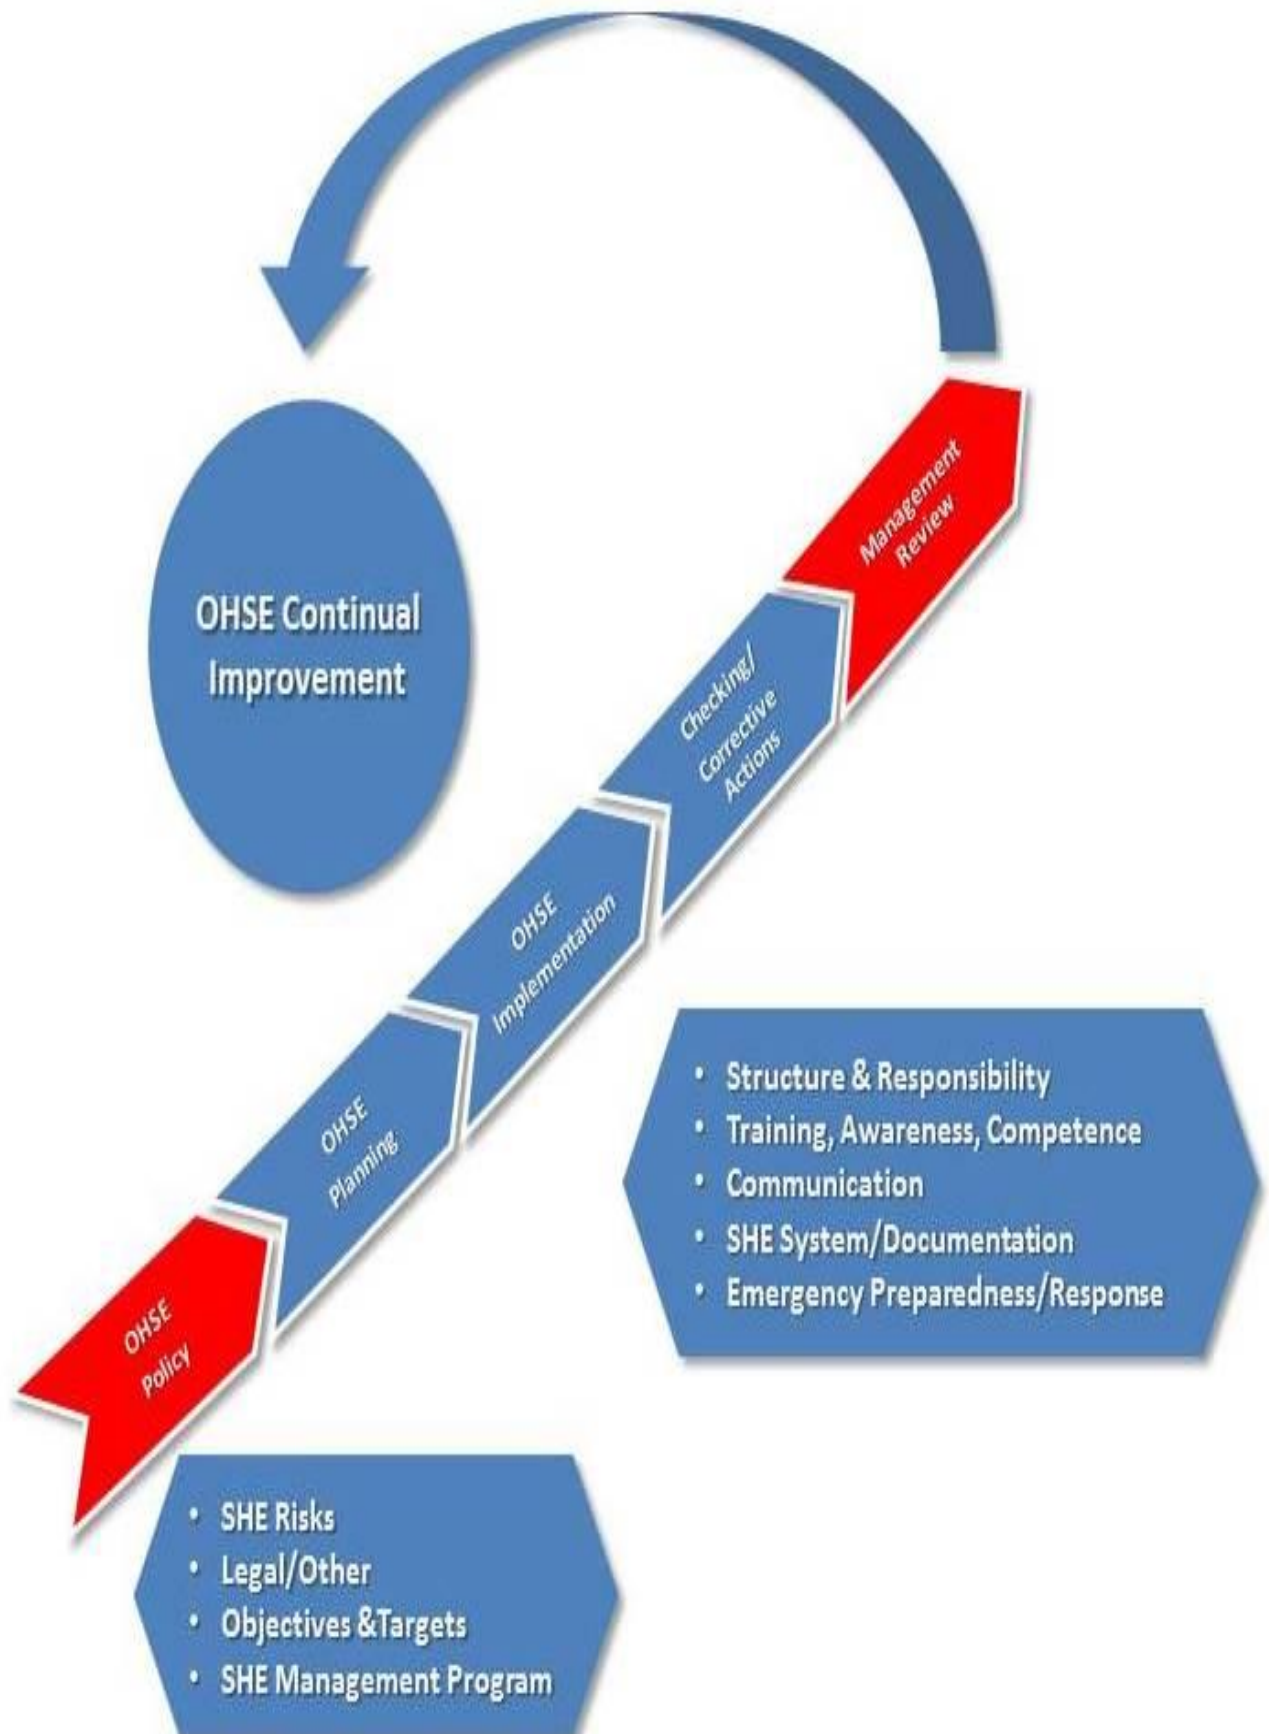 OHSE Continual
Improvement
Management
Review
Checking/
Corrective
Actions
OHSE
Implementation
OHSE
Planning
OHSE
Policy
• Structure & Responsibility
• Training, Awareness, Competence
• Communication
• SHE System/Documentation
• Emergency Preparedness/Response
• SHE Risks
• Legal/Other
• Objectives &Targets
• SHE Management Program